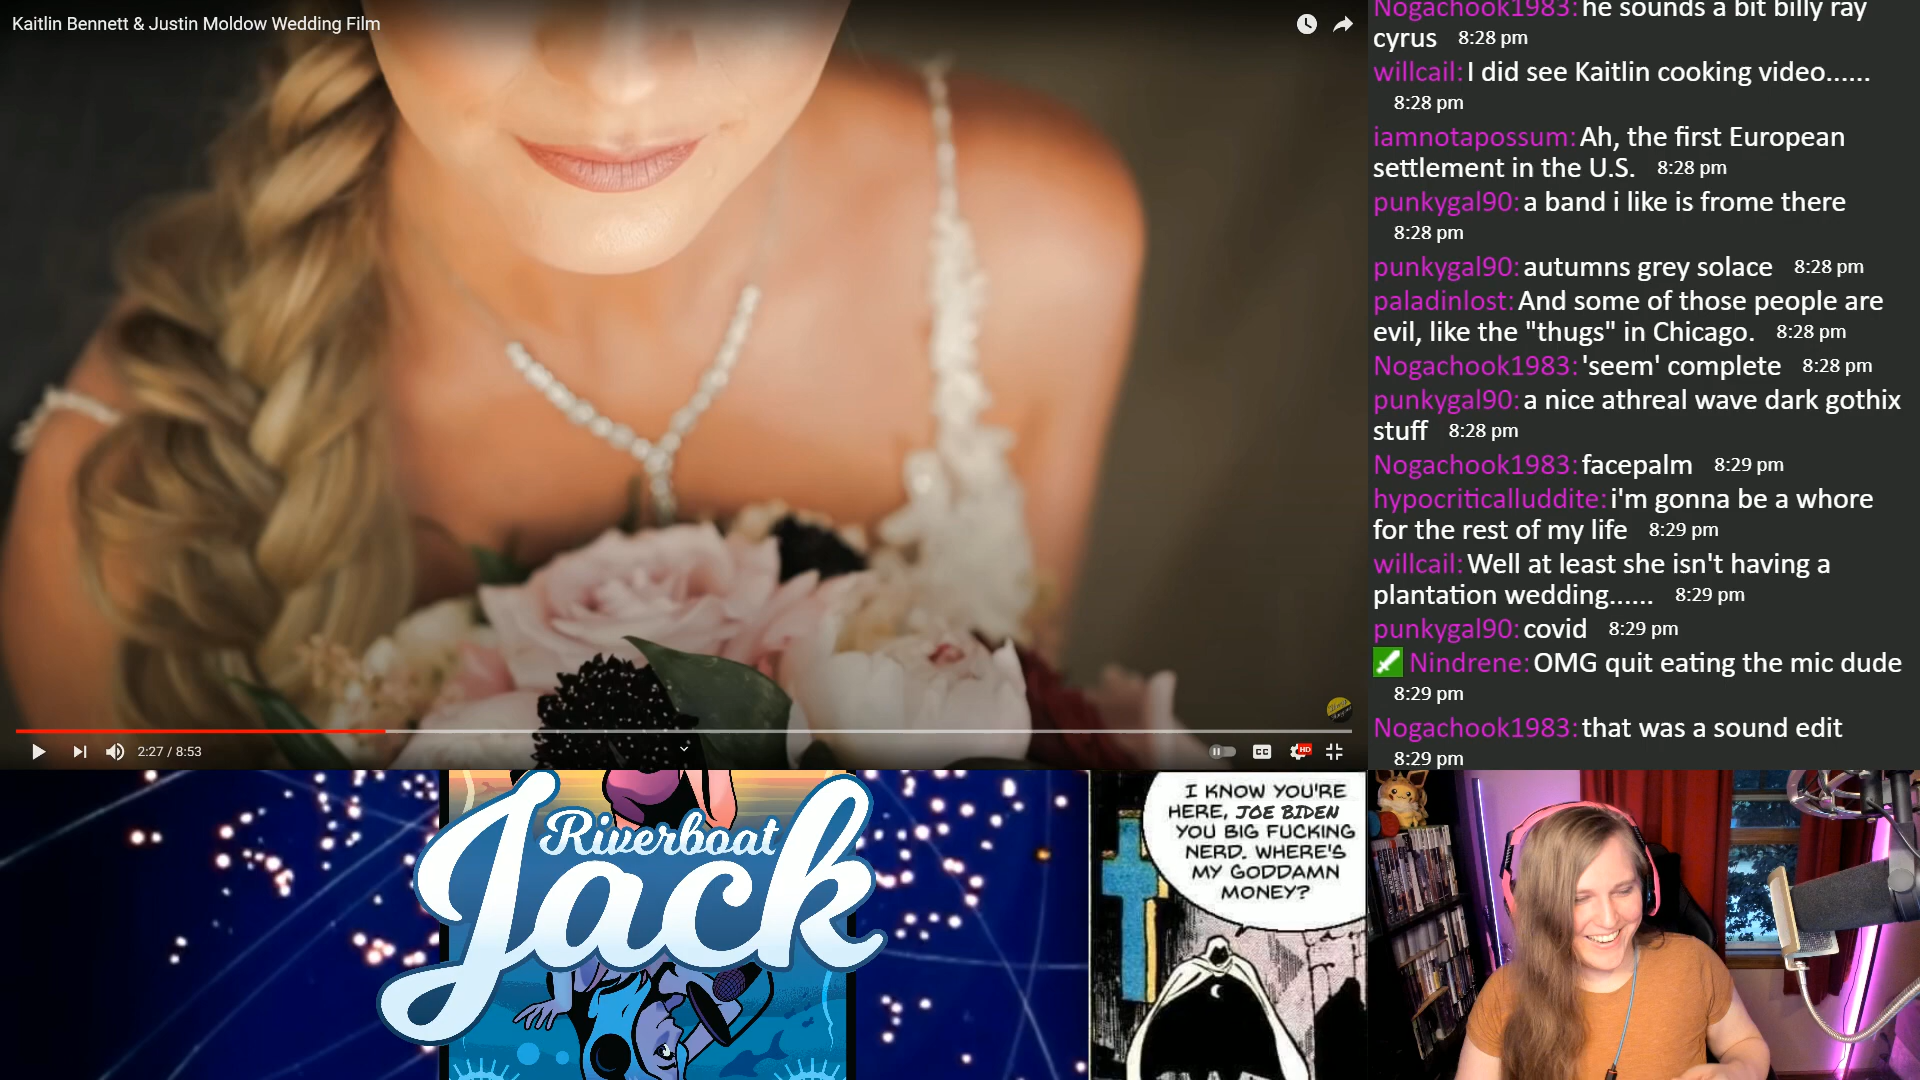 Kaitlin Bennett & Justin Moldow Wedding Film
2:27 / 8:53
CC
HD
Nogachook1983: he sounds a bit billy ray
cyrus 8:28 pm
willcail: I did see Kaitlin cooking video......
8:28 pm
iamnotapossum: Ah, the first European
settlement in the U.S. 8:28 pm
punkygal90: a band i like is frome there
8:28 pm
punkygal90: autumns grey solace 8:28 pm
paladinlost: And some of those people are
evil, like the "thugs" in Chicago. 8:28 pm
Nogachook1983: 'seem' complete 8:28 pm
punkygal90: a nice athreal wave dark gothix
stuff 8:28 pm
Nogachook1983: facepalm 8:29 pm
hypocriticalluddite: i'm gonna be a whore
for the rest of my life 8:29 pm
willcail: Well at least she isn't having a
plantation wedding...... 8:29 pm
punkygal90: covid 8:29 pm
Nindrene: OMG quit eating the mic dude
8:29 pm
Nogachook1983: that was a sound edit
8:29 pm
Riverboat
Jack
I KNOW YOU'RE
HERE, JOE BIDEN
YOU BIG FUCKING
NERD. WHERE'S
MY GODDAMN
MONEY?